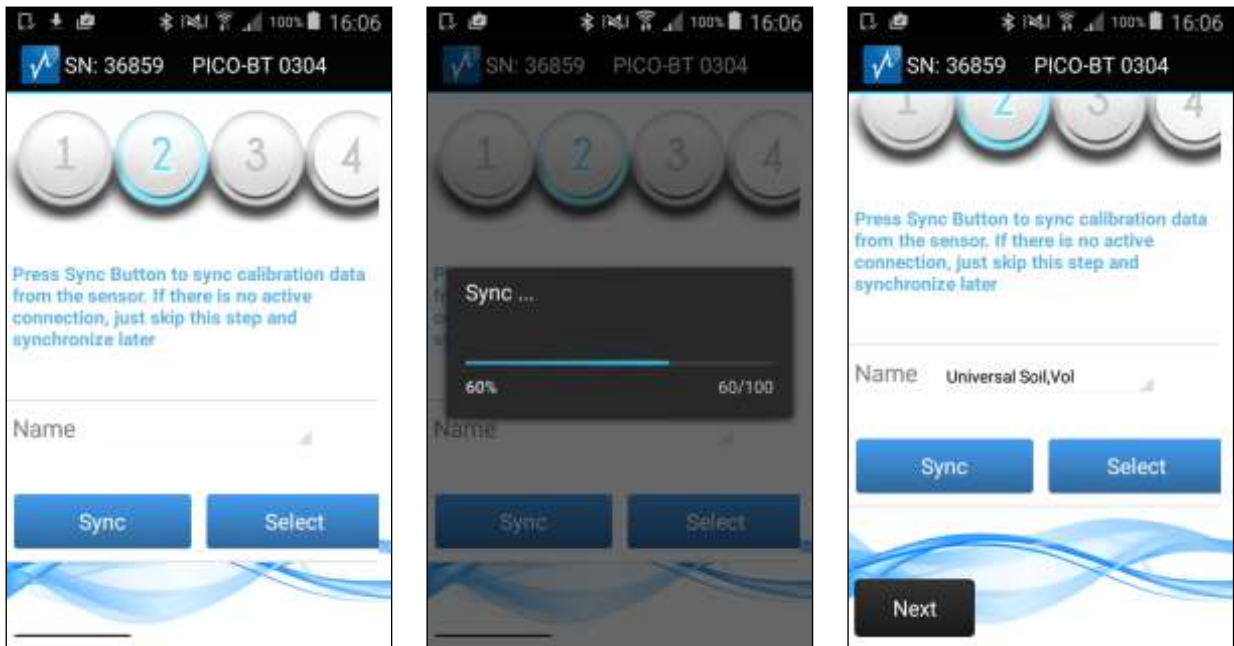 100% 16:06
SN: 36859 PICO-BT 0304
1 2 3 4
Press Sync Button to sync calibration data
from the sensor. If there is no active
connection, just skip this step and
synchronize later
Name
Sync Select
100% 16:06
SN: 36859 PICO-BT 0304
1 2 3 4
Sync ...
60% 60/100
Name
Sync Select
100% 16:06
SN: 36859 PICO-BT 0304
1 2 3 4
Press Sync Button to sync calibration data
from the sensor. If there is no active
connection, just skip this step and
synchronize later
Name Universal Soil,Vol
Sync Select
Next